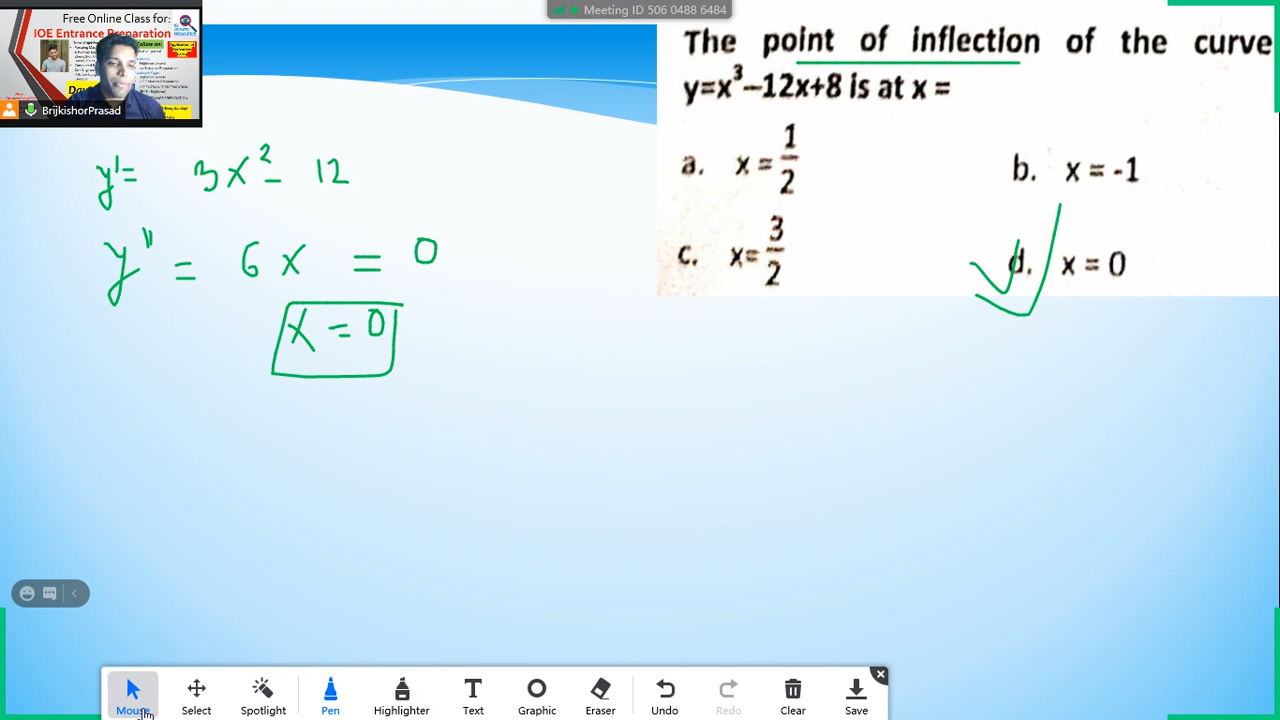 Meeting ID 506 0488 6484
Free Online Class for:
IOE Entrance Preparation
BrijkishorPrasad
The point of inflection of the curve
y=x³−12x+8 is at x =
a. x = 1/2
b. x = -1
c. x = 3/2
d. x = 0
y' = 3x² − 12
y'' = 6x = 0
x = 0
Mouse Select Spotlight Pen Highlighter Text Graphic Eraser Undo Redo Clear Save